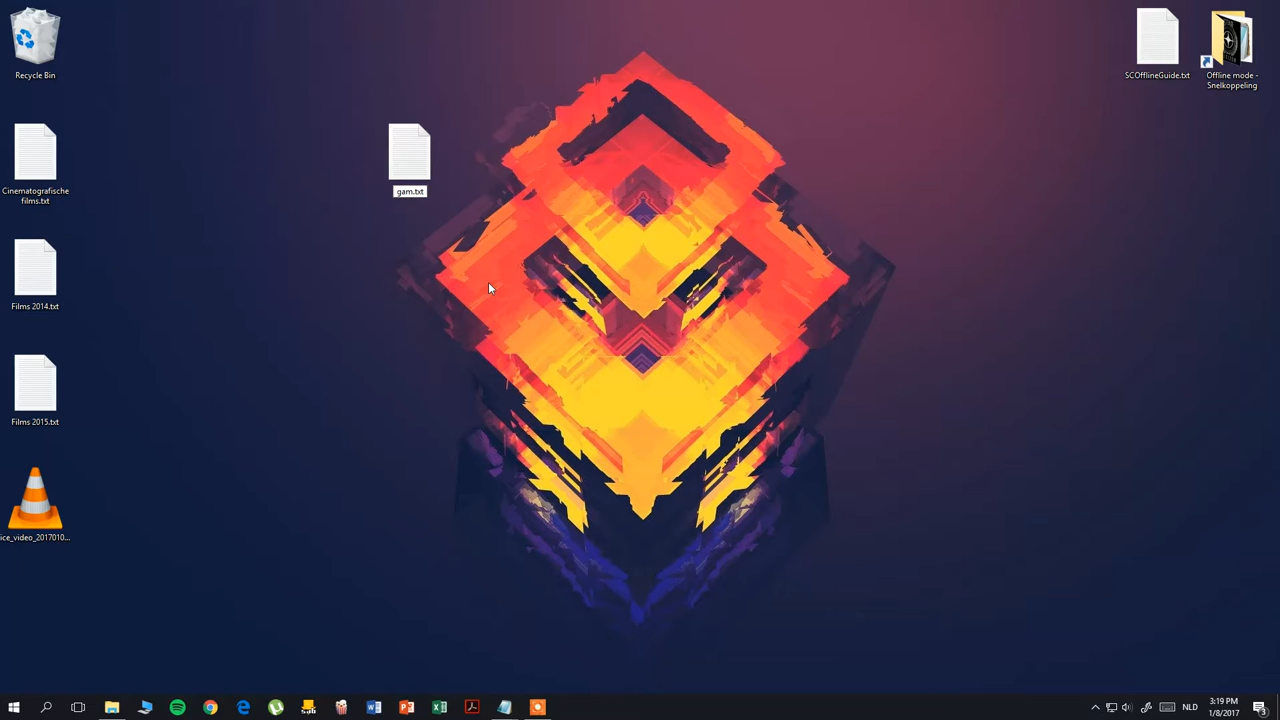 Recycle Bin
SCOfflineGuide.txt
Offline mode -
Snelkoppeling
Cinematografische
films.txt
gam.txt
Films 2014.txt
Films 2015.txt
ice_video_2017010...
NLD
3:19 PM
1/8/2017
3